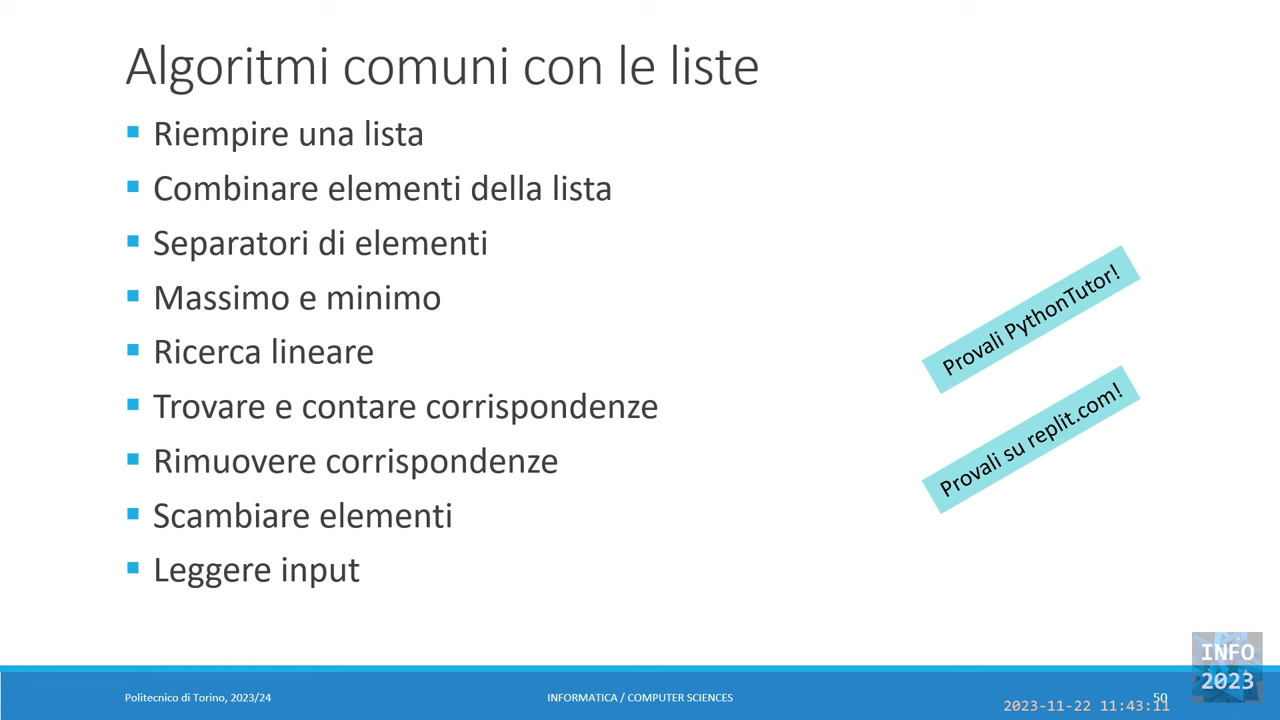 Algoritmi comuni con le liste
Riempire una lista
Combinare elementi della lista
Separatori di elementi
Massimo e minimo
Ricerca lineare
Trovare e contare corrispondenze
Rimuovere corrispondenze
Scambiare elementi
Leggere input
Provali PythonTutor!
Provali su replit.com!
Politecnico di Torino, 2023/24
INFORMATICA / COMPUTER SCIENCES
50
2023-11-22 11:43:11
INFO
2023